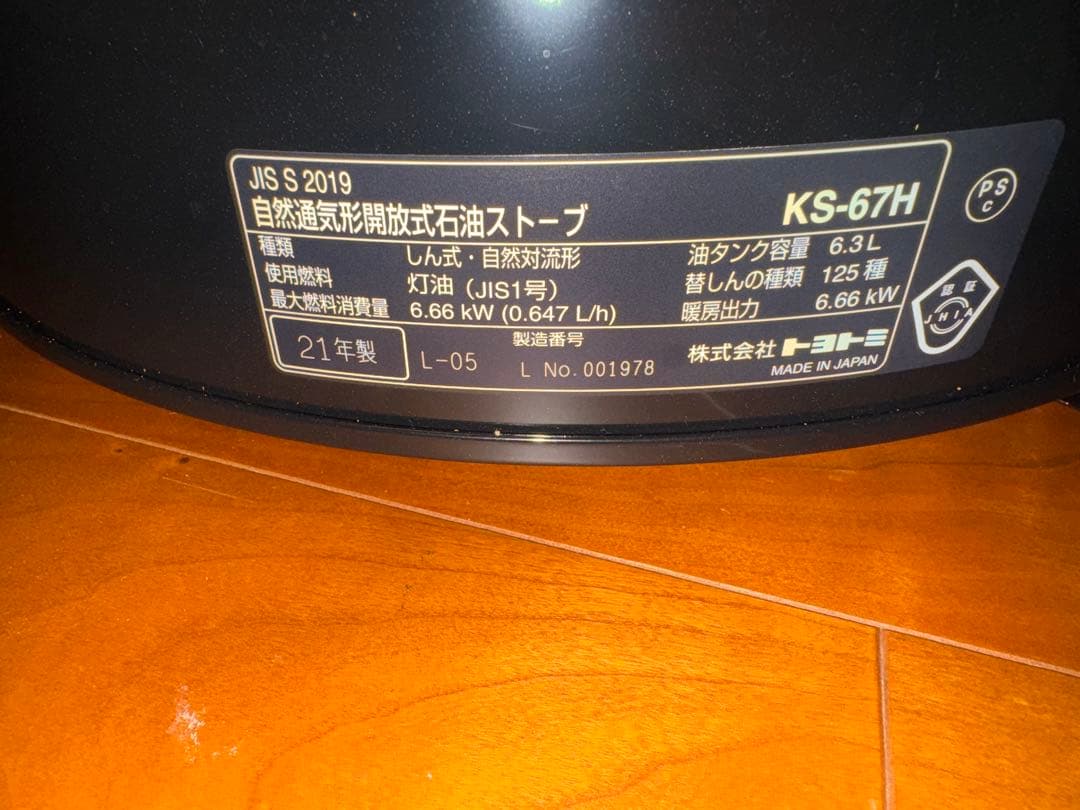 JIS S 2019
自然通気形開放式石油ストーブ KS-67H
種類 しん式・自然対流形 油タンク容量 6.3 L
使用燃料 灯油（JIS1号） 替しんの種類 125 種
最大燃料消費量 6.66 kW (0.647 L/h) 暖房出力 6.66 kW
21年製 L-05 製造番号 L No.001978 株式会社 トヨトミ
MADE IN JAPAN
PS
C
認証
JHIA